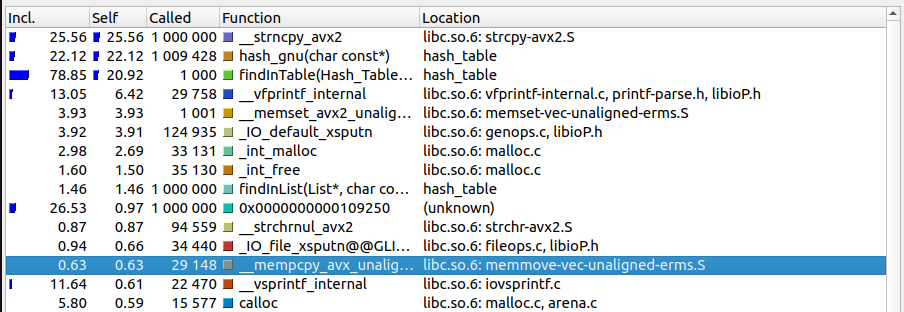 Incl. Self Called Function Location
25.56 25.56 1 000 000 __strncpy_avx2 libc.so.6: strcpy-avx2.S
22.12 22.12 1 009 428 hash_gnu(char const*) hash_table
78.85 20.92 1 000 findInTable(Hash_Table... hash_table
13.05 6.42 29 758 __vfprintf_internal libc.so.6: vfprintf-internal.c, printf-parse.h, libioP.h
3.93 3.93 1 001 __memset_avx2_unalig... libc.so.6: memset-vec-unaligned-erms.S
3.92 3.91 124 935 _IO_default_xsputn libc.so.6: genops.c, libioP.h
2.98 2.69 33 131 _int_malloc libc.so.6: malloc.c
1.60 1.50 35 130 _int_free libc.so.6: malloc.c
1.46 1.46 1 000 000 findInList(List*, char co... hash_table
26.53 0.97 1 000 000 0x0000000000109250 (unknown)
0.87 0.87 94 559 __strchrnul_avx2 libc.so.6: strchr-avx2.S
0.94 0.66 34 440 _IO_file_xsputn@@GLI... libc.so.6: fileops.c, libioP.h
0.63 0.63 29 148 __mempcpy_avx_unalig... libc.so.6: memmove-vec-unaligned-erms.S
11.64 0.61 22 470 __vsprintf_internal libc.so.6: iovsprintf.c
5.80 0.59 15 577 calloc libc.so.6: malloc.c, arena.c